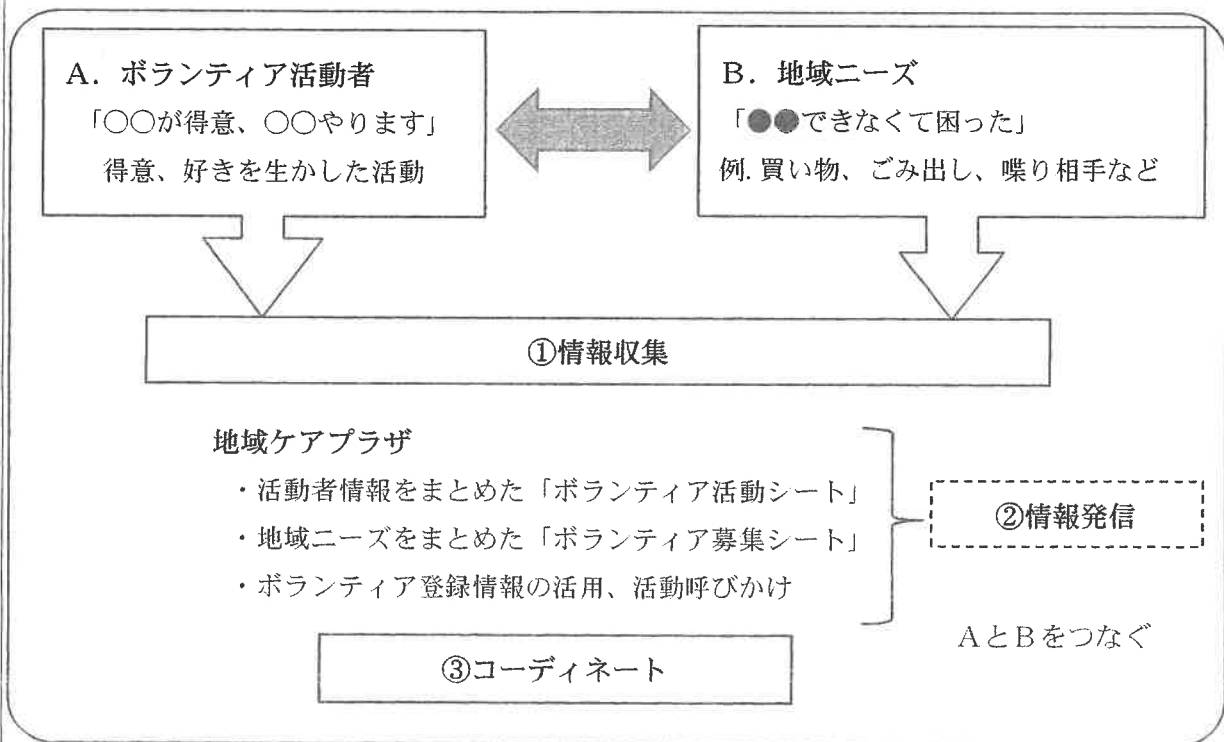 A．ボランティア活動者
「○○が得意、○○やります」
得意、好きを生かした活動
B．地域ニーズ
「●●できなくて困った」
例. 買い物、ごみ出し、喋り相手など
①情報収集
地域ケアプラザ
・活動者情報をまとめた「ボランティア活動シート」
・地域ニーズをまとめた「ボランティア募集シート」
・ボランティア登録情報の活用、活動呼びかけ
②情報発信
AとBをつなぐ
③コーディネート